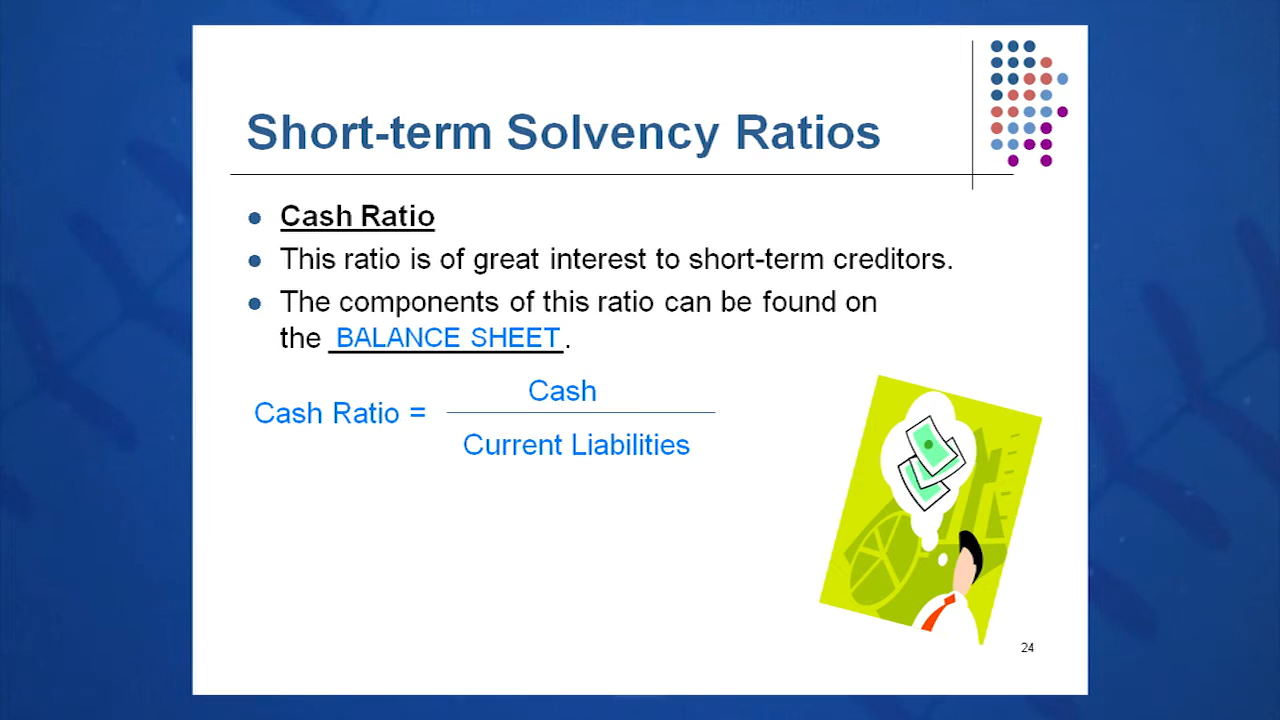 Short-term Solvency Ratios
Cash Ratio
This ratio is of great interest to short-term creditors.
The components of this ratio can be found on
the BALANCE SHEET.
Cash
Cash Ratio =
Current Liabilities
24